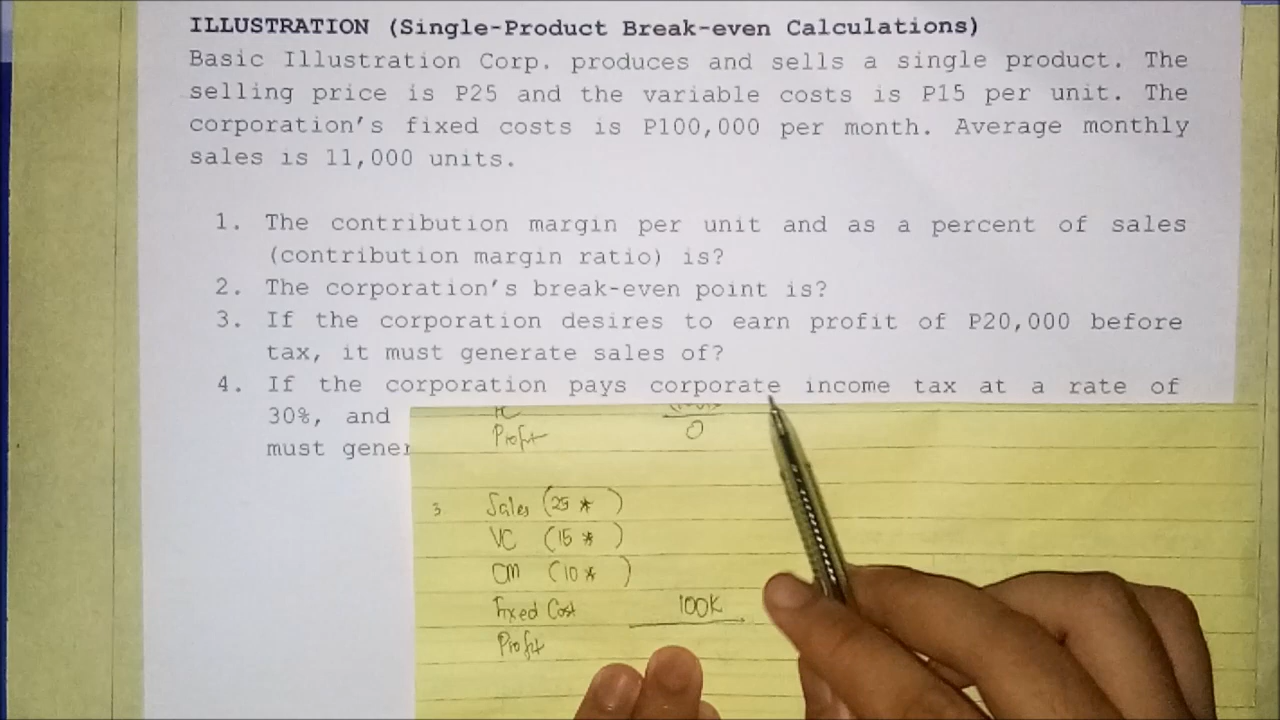 ILLUSTRATION (Single-Product Break-even Calculations)
Basic Illustration Corp. produces and sells a single product. The
selling price is P25 and the variable costs is P15 per unit. The
corporation's fixed costs is P100,000 per month. Average monthly
sales is 11,000 units.
1. The contribution margin per unit and as a percent of sales
(contribution margin ratio) is?
2. The corporation's break-even point is?
3. If the corporation desires to earn profit of P20,000 before
tax, it must generate sales of?
4. If the corporation pays corporate income tax at a rate of
30%, and
must gener
Profit 0
3 Sales (25 * )
VC (15 * )
CM (10 * )
Fixed Cost 100K
Profit